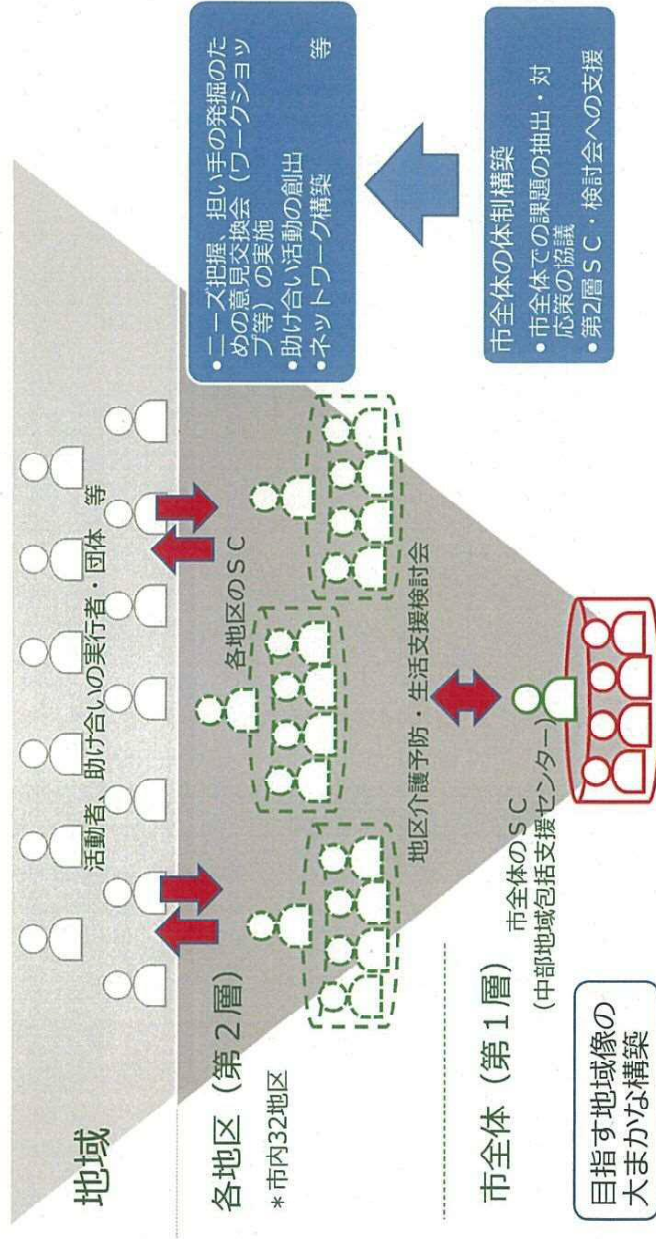 地域
活動者、助け合いの実行者・団体 等
各地区（第２層）
＊市内32地区
各地区のＳＣ
地区介護予防・生活支援検討会
• ニーズ把握、担い手の発掘のた
めの意見交換会（ワークショッ
プ等）の実施
• 助け合い活動の創出
• ネットワーク構築 等
市全体（第１層）
市全体のＳＣ
(中部地域包括支援センター)
市全体の体制構築
• 市全体での課題の抽出・対
応策の協議
• 第2層ＳＣ・検討会への支援
目指す地域像の
大まかな構築